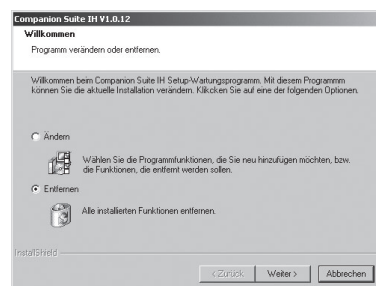 Companion Suite IH V1.0.12
Willkommen
Programm verändern oder entfernen.
Willkommen beim Companion Suite IH Setup-Wartungsprogramm. Mit diesem Programmm
können Sie die aktuelle Installation verändern. Klikcken Sie auf eine der folgenden Optionen.
Ändern
Wählen Sie die Programmfunktionen, die Sie neu hinzufügen möchten, bzw.
die Funktionen, die entfernt werden sollen.
Entfernen
Alle installierten Funktionen entfernen.
InstallShield
< Zurück Weiter > Abbrechen